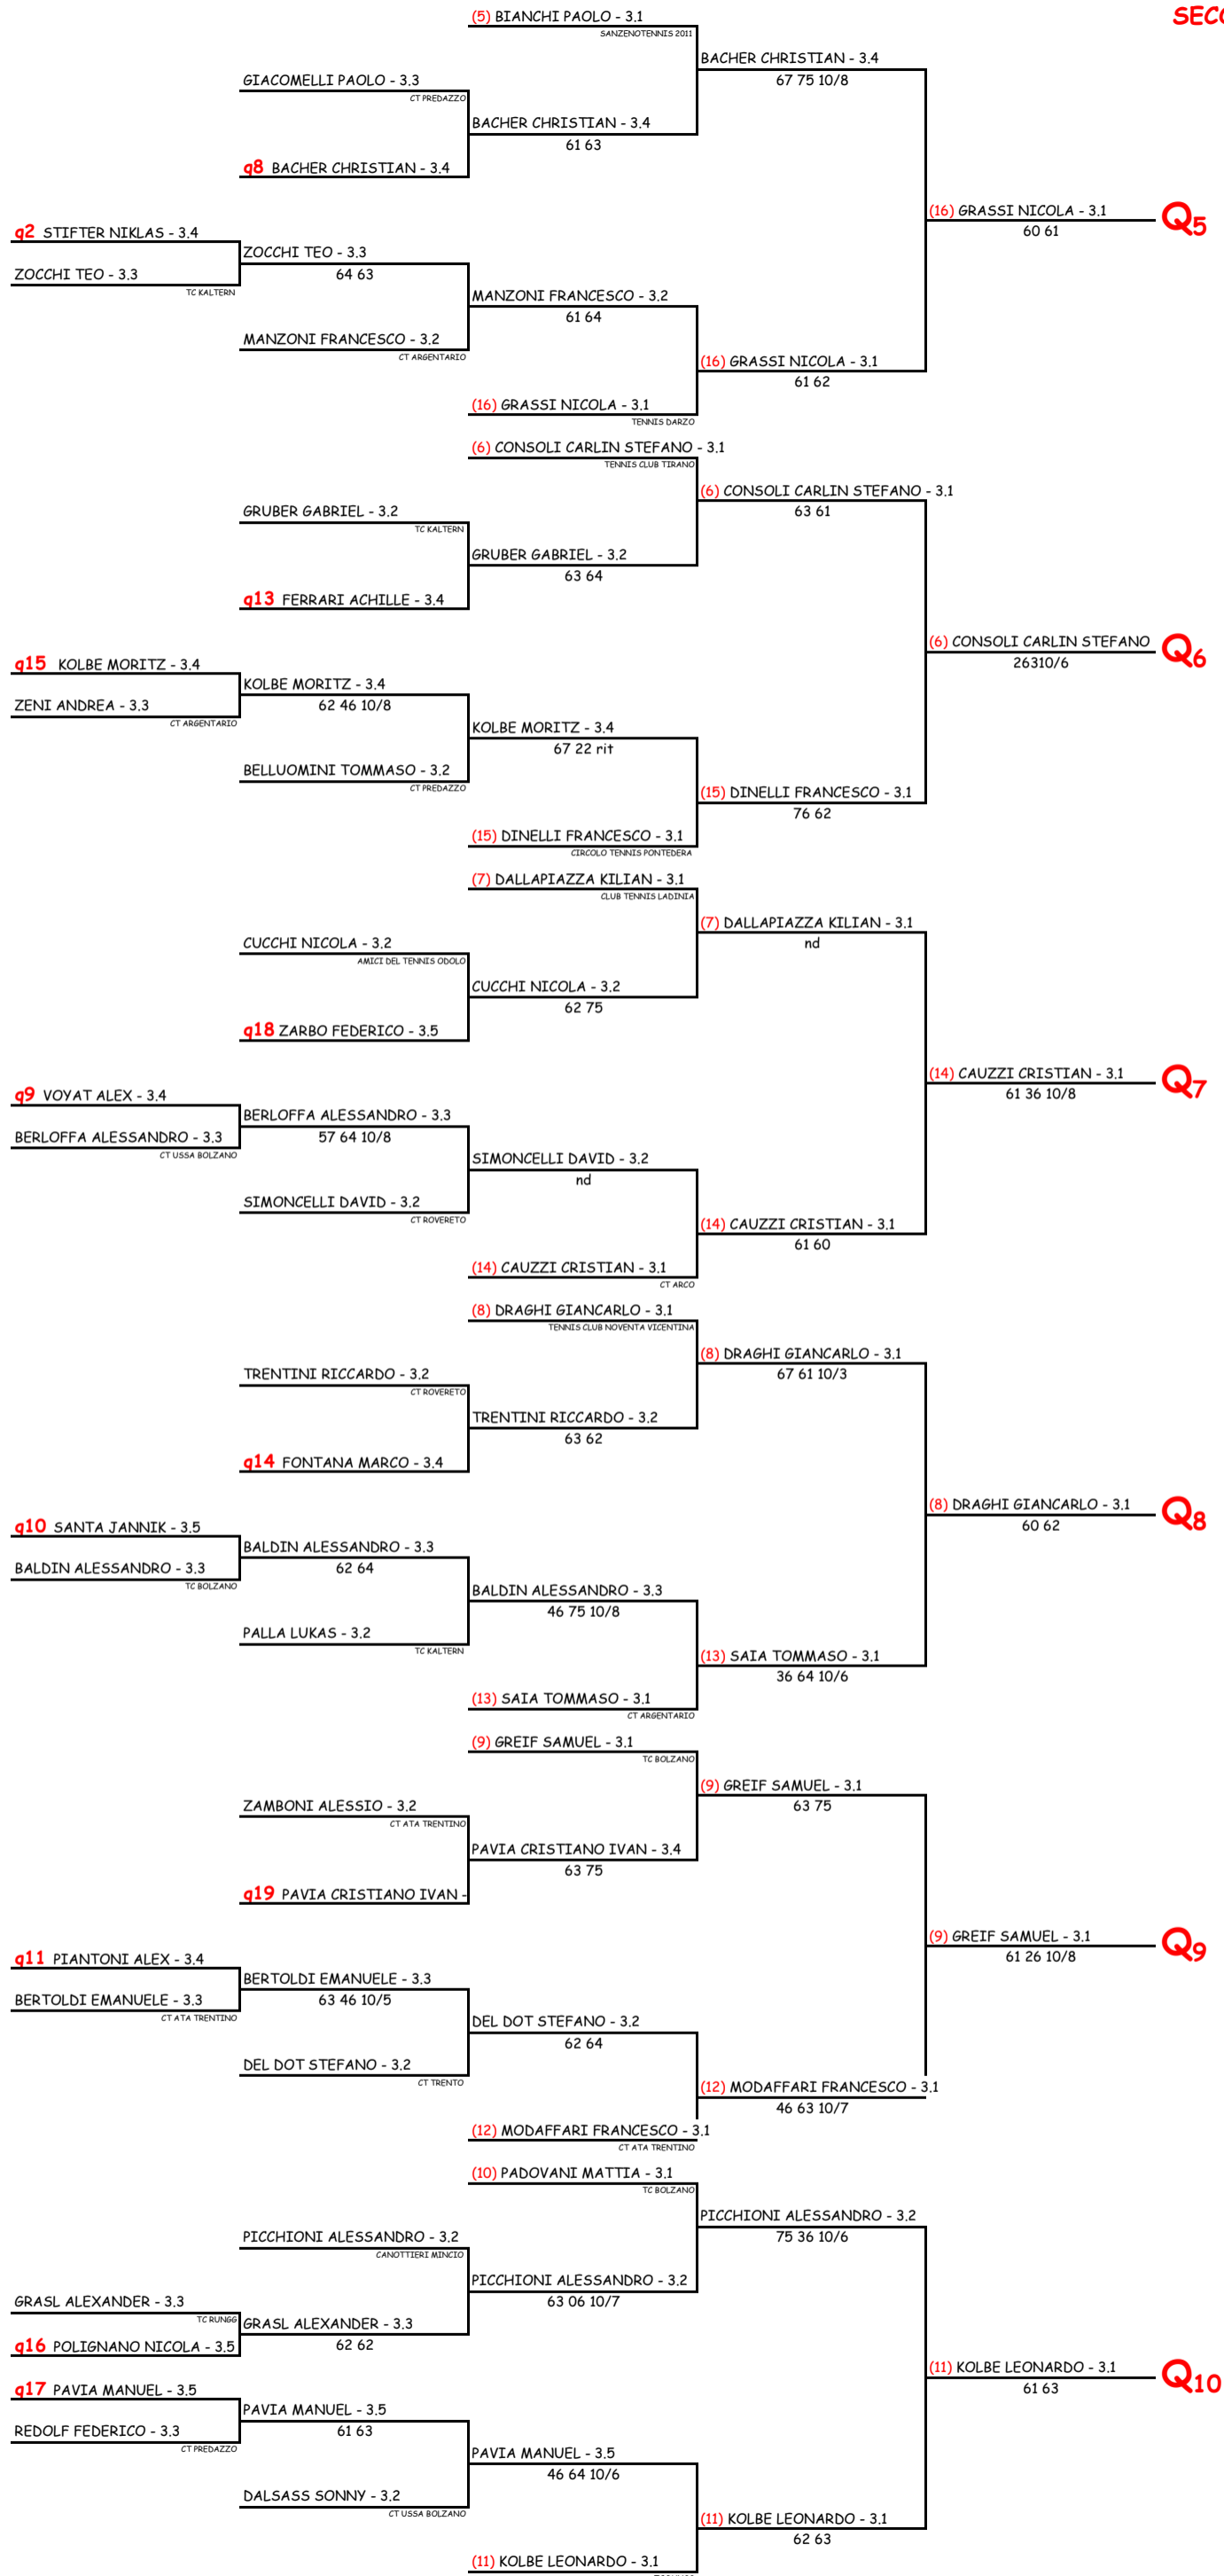 (5) BIANCHI PAOLO - 3.1
SANZENOTENNIS 2011
BACHER CHRISTIAN - 3.4
67 75 10/8
GIACOMELLI PAOLO - 3.3
CT PREDAZZO
BACHER CHRISTIAN - 3.4
61 63
q8 BACHER CHRISTIAN - 3.4
(16) GRASSI NICOLA - 3.1
60 61
Q5
q2 STIFTER NIKLAS - 3.4
ZOCCHI TEO - 3.3
64 63
ZOCCHI TEO - 3.3
TC KALTERN
MANZONI FRANCESCO - 3.2
61 64
MANZONI FRANCESCO - 3.2
CT ARGENTARIO
(16) GRASSI NICOLA - 3.1
61 62
(16) GRASSI NICOLA - 3.1
TENNIS DARZO
(6) CONSOLI CARLIN STEFANO - 3.1
TENNIS CLUB TIRANO
(6) CONSOLI CARLIN STEFANO - 3.1
63 61
GRUBER GABRIEL - 3.2
TC KALTERN
GRUBER GABRIEL - 3.2
63 64
q13 FERRARI ACHILLE - 3.4
(6) CONSOLI CARLIN STEFANO
26310/6
Q6
q15 KOLBE MORITZ - 3.4
KOLBE MORITZ - 3.4
62 46 10/8
ZENI ANDREA - 3.3
CT ARGENTARIO
KOLBE MORITZ - 3.4
67 22 rit
BELLUOMINI TOMMASO - 3.2
CT PREDAZZO
(15) DINELLI FRANCESCO - 3.1
76 62
(15) DINELLI FRANCESCO - 3.1
CIRCOLO TENNIS PONTEDERA
(7) DALLAPIAZZA KILIAN - 3.1
CLUB TENNIS LADINIA
(7) DALLAPIAZZA KILIAN - 3.1
nd
CUCCHI NICOLA - 3.2
AMICI DEL TENNIS ODOLO
CUCCHI NICOLA - 3.2
62 75
q18 ZARBO FEDERICO - 3.5
(14) CAUZZI CRISTIAN - 3.1
61 36 10/8
Q7
q9 VOYAT ALEX - 3.4
BERLOFFA ALESSANDRO - 3.3
57 64 10/8
BERLOFFA ALESSANDRO - 3.3
CT USSA BOLZANO
SIMONCELLI DAVID - 3.2
nd
SIMONCELLI DAVID - 3.2
CT ROVERETO
(14) CAUZZI CRISTIAN - 3.1
61 60
(14) CAUZZI CRISTIAN - 3.1
CT ARCO
(8) DRAGHI GIANCARLO - 3.1
TENNIS CLUB NOVENTA VICENTINA
(8) DRAGHI GIANCARLO - 3.1
67 61 10/3
TRENTINI RICCARDO - 3.2
CT ROVERETO
TRENTINI RICCARDO - 3.2
63 62
q14 FONTANA MARCO - 3.4
(8) DRAGHI GIANCARLO - 3.1
60 62
Q8
q10 SANTA JANNIK - 3.5
BALDIN ALESSANDRO - 3.3
62 64
BALDIN ALESSANDRO - 3.3
TC BOLZANO
BALDIN ALESSANDRO - 3.3
46 75 10/8
PALLA LUKAS - 3.2
TC KALTERN
(13) SAIA TOMMASO - 3.1
36 64 10/6
(13) SAIA TOMMASO - 3.1
CT ARGENTARIO
(9) GREIF SAMUEL - 3.1
TC BOLZANO
(9) GREIF SAMUEL - 3.1
63 75
ZAMBONI ALESSIO - 3.2
CT ATA TRENTINO
PAVIA CRISTIANO IVAN - 3.4
63 75
q19 PAVIA CRISTIANO IVAN -
(9) GREIF SAMUEL - 3.1
61 26 10/8
Q9
q11 PIANTONI ALEX - 3.4
BERTOLDI EMANUELE - 3.3
63 46 10/5
BERTOLDI EMANUELE - 3.3
CT ATA TRENTINO
DEL DOT STEFANO - 3.2
62 64
DEL DOT STEFANO - 3.2
CT TRENTO
(12) MODAFFARI FRANCESCO - 3.1
46 63 10/7
(12) MODAFFARI FRANCESCO - 3.1
CT ATA TRENTINO
(10) PADOVANI MATTIA - 3.1
TC BOLZANO
PICCHIONI ALESSANDRO - 3.2
75 36 10/6
PICCHIONI ALESSANDRO - 3.2
CANOTTIERI MINCIO
PICCHIONI ALESSANDRO - 3.2
63 06 10/7
GRASL ALEXANDER - 3.3
TC RUNGG
GRASL ALEXANDER - 3.3
62 62
q16 POLIGNANO NICOLA - 3.5
(11) KOLBE LEONARDO - 3.1
61 63
Q10
q17 PAVIA MANUEL - 3.5
PAVIA MANUEL - 3.5
61 63
REDOLF FEDERICO - 3.3
CT PREDAZZO
PAVIA MANUEL - 3.5
46 64 10/6
DALSASS SONNY - 3.2
CT USSA BOLZANO
(11) KOLBE LEONARDO - 3.1
62 63
(11) KOLBE LEONARDO - 3.1